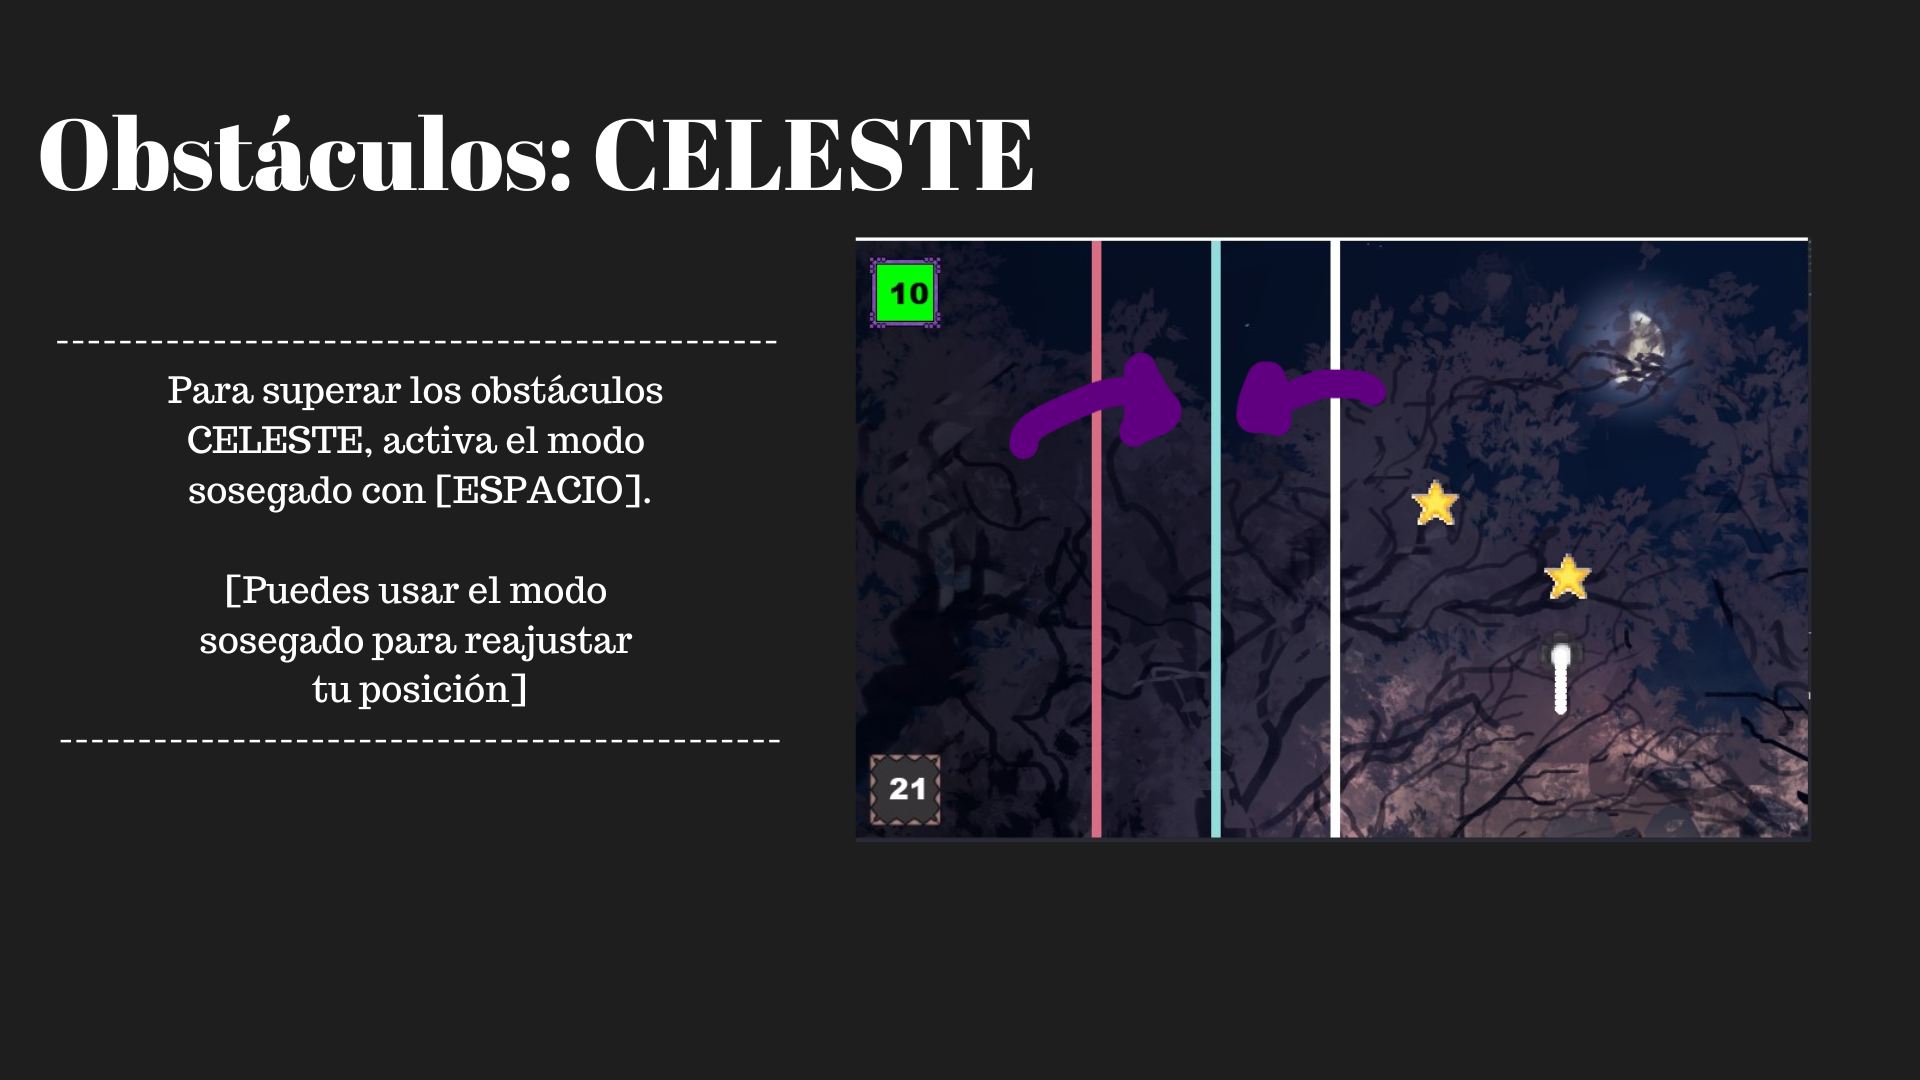 Obstáculos: CELESTE
Para superar los obstáculos
CELESTE, activa el modo
sosegado con [ESPACIO].
[Puedes usar el modo
sosegado para reajustar
tu posición]
10
21